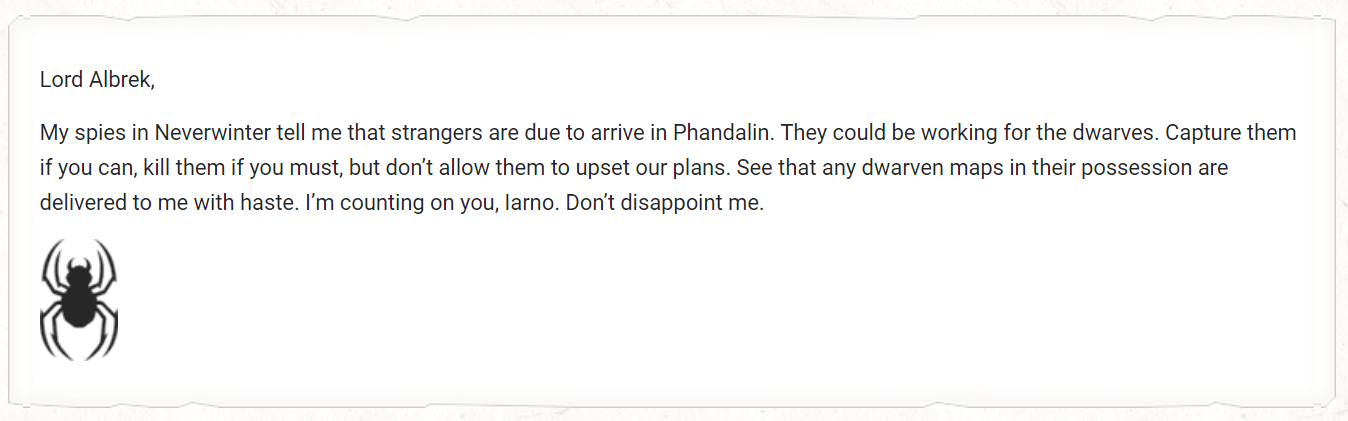 Lord Albrek,
My spies in Neverwinter tell me that strangers are due to arrive in Phandalin. They could be working for the dwarves. Capture them
if you can, kill them if you must, but don’t allow them to upset our plans. See that any dwarven maps in their possession are
delivered to me with haste. I’m counting on you, Iarno. Don’t disappoint me.